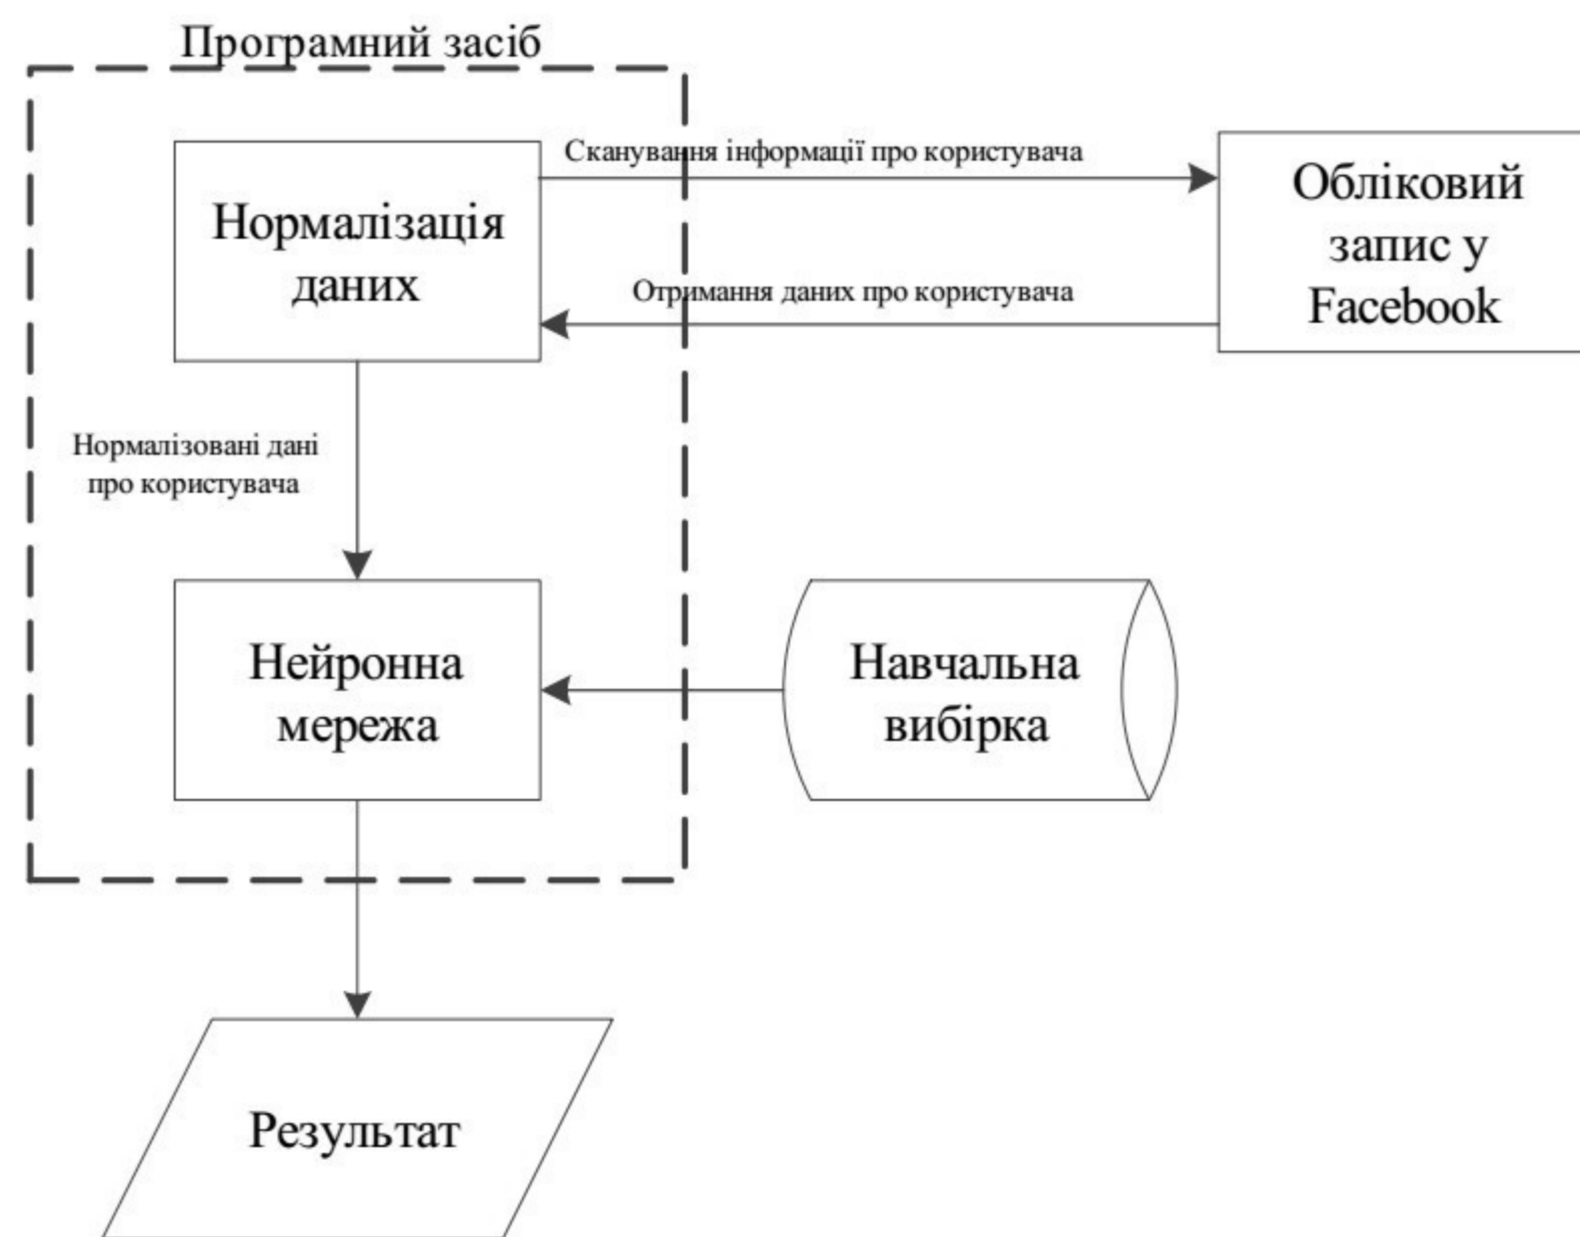 Програмний засіб
Сканування інформації про користувача
Нормалізація
даних
Обліковий
запис у
Facebook
Отримання даних про користувача
Нормалізовані дані
про користувача
Нейронна
мережа
Навчальна
вибірка
Результат